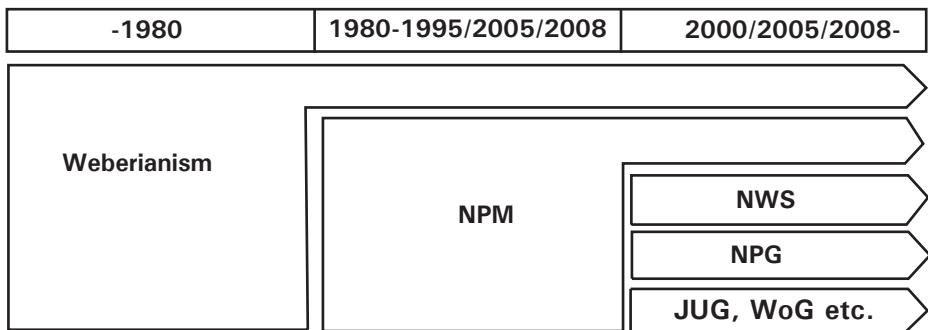 -1980
1980-1995/2005/2008
2000/2005/2008-
Weberianism
NPM
NWS
NPG
JUG, WoG etc.